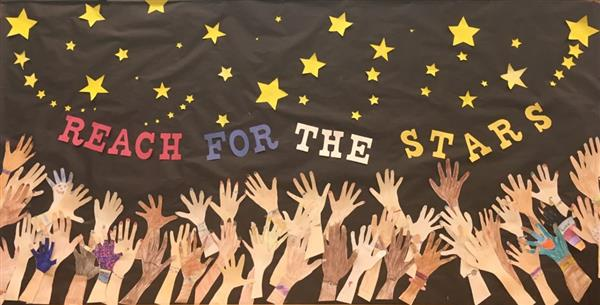 REACH FOR THE STARS